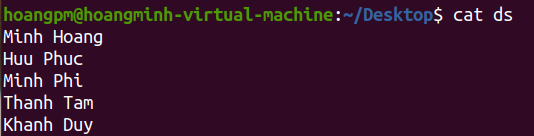 hoangpm@hoangminh-virtual-machine:~/Desktop$ cat ds
Minh Hoang
Huu Phuc
Minh Phi
Thanh Tam
Khanh Duy